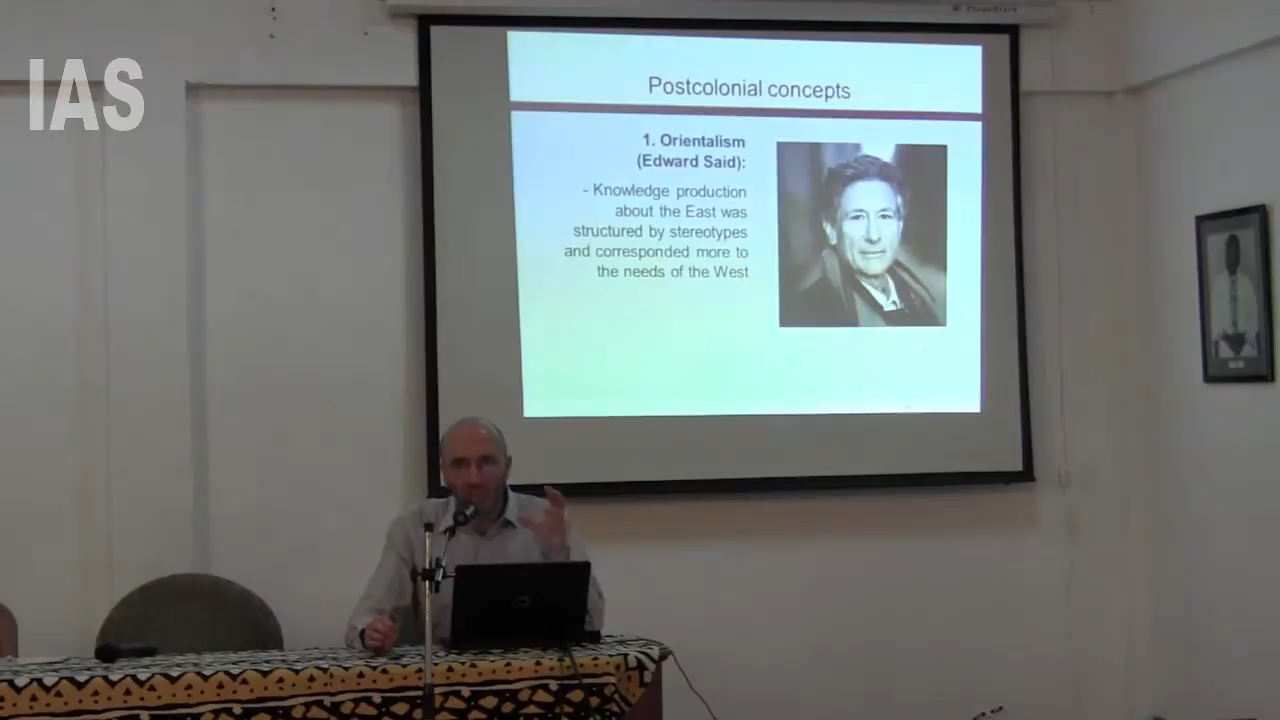 IAS
Postcolonial concepts
1. Orientalism
(Edward Said):
- Knowledge production
about the East was
structured by stereotypes
and corresponded more to
the needs of the West